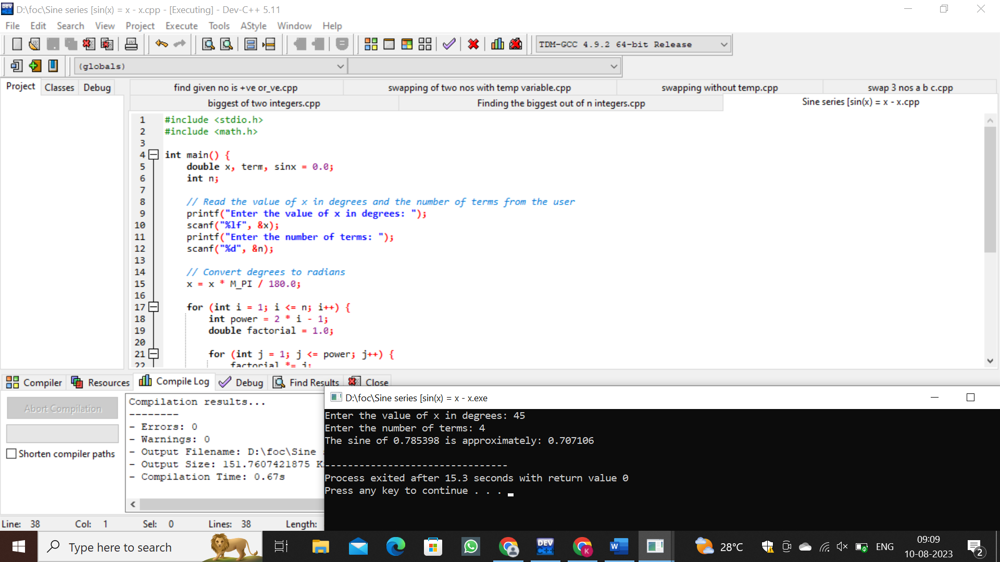 D:\foc\Sine series [sin(x) = x - x.cpp - [Executing] - Dev-C++ 5.11
File Edit Search View Project Execute Tools AStyle Window Help
TDM-GCC 4.9.2 64-bit Release
(globals)
Project Classes Debug
find given no is +ve or_ve.cpp swapping of two nos with temp variable.cpp swapping without temp.cpp swap 3 nos a b c.cpp
biggest of two integers.cpp Finding the biggest out of n integers.cpp Sine series [sin(x) = x - x.cpp
1 #include <stdio.h>
2 #include <math.h>
3
4 int main() {
5 double x, term, sinx = 0.0;
6 int n;
7
8 // Read the value of x in degrees and the number of terms from the user
9 printf("Enter the value of x in degrees: ");
10 scanf("%lf", &x);
11 printf("Enter the number of terms: ");
12 scanf("%d", &n);
13
14 // Convert degrees to radians
15 x = x * M_PI / 180.0;
16
17 for (int i = 1; i <= n; i++) {
18 int power = 2 * i - 1;
19 double factorial = 1.0;
20
21 for (int j = 1; j <= power; j++) {
22 factorial *= j;
Compiler Resources Compile Log Debug Find Results Close
Abort Compilation
Shorten compiler paths
Compilation results...
--------
- Errors: 0
- Warnings: 0
- Output Filename: D:\foc\Sine
- Output Size: 151.7607421875 K
- Compilation Time: 0.67s
D:\foc\Sine series [sin(x) = x - x.exe
Enter the value of x in degrees: 45
Enter the number of terms: 4
The sine of 0.785398 is approximately: 0.707106
--------------------------------
Process exited after 15.3 seconds with return value 0
Press any key to continue . . .
Line: 38 Col: 1 Sel: 0 Lines: 38 Length:
Type here to search
DEV C++
K
W
28°C
ENG
09:09
10-08-2023
2